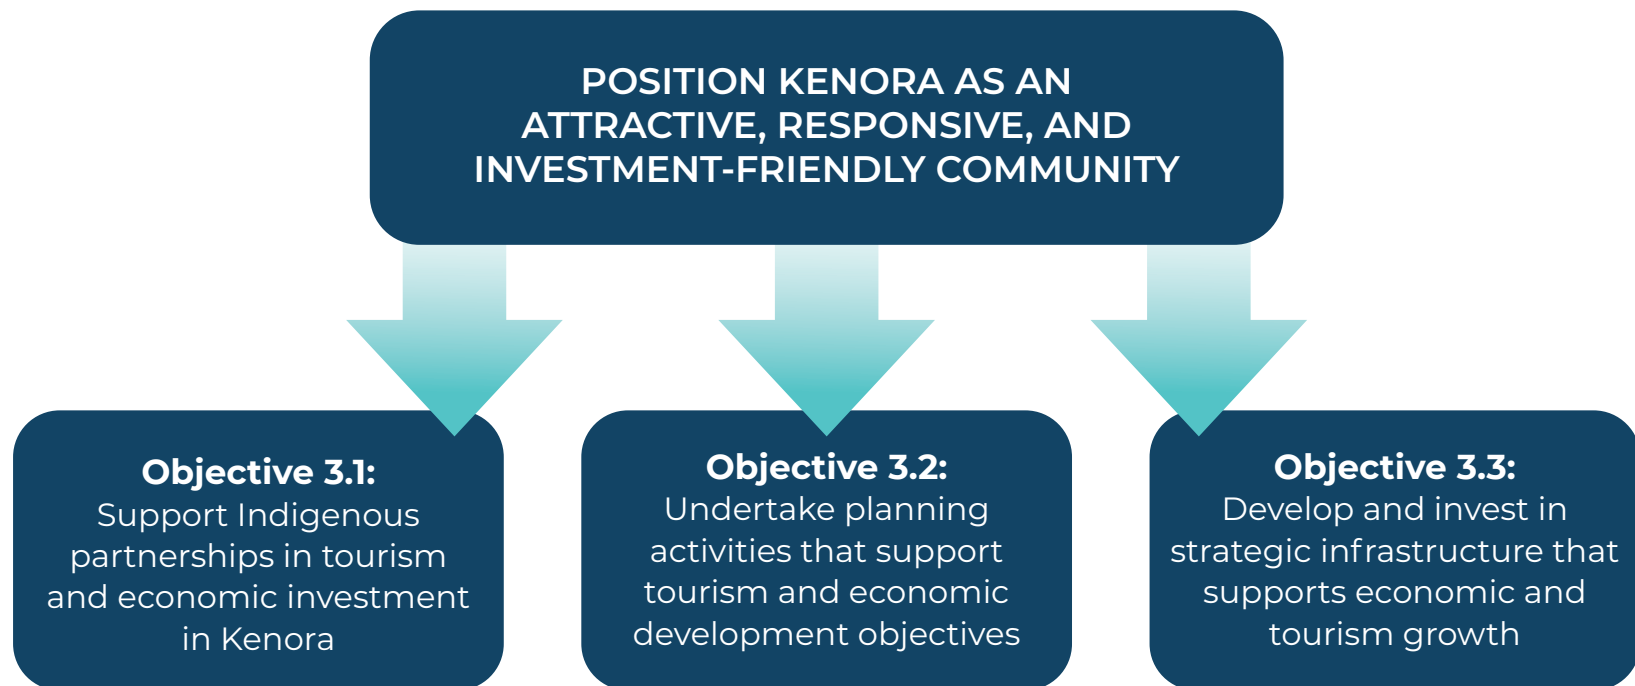 POSITION KENORA AS AN
ATTRACTIVE, RESPONSIVE, AND
INVESTMENT-FRIENDLY COMMUNITY
Objective 3.1:
Support Indigenous
partnerships in tourism
and economic investment
in Kenora
Objective 3.2:
Undertake planning
activities that support
tourism and economic
development objectives
Objective 3.3:
Develop and invest in
strategic infrastructure that
supports economic and
tourism growth